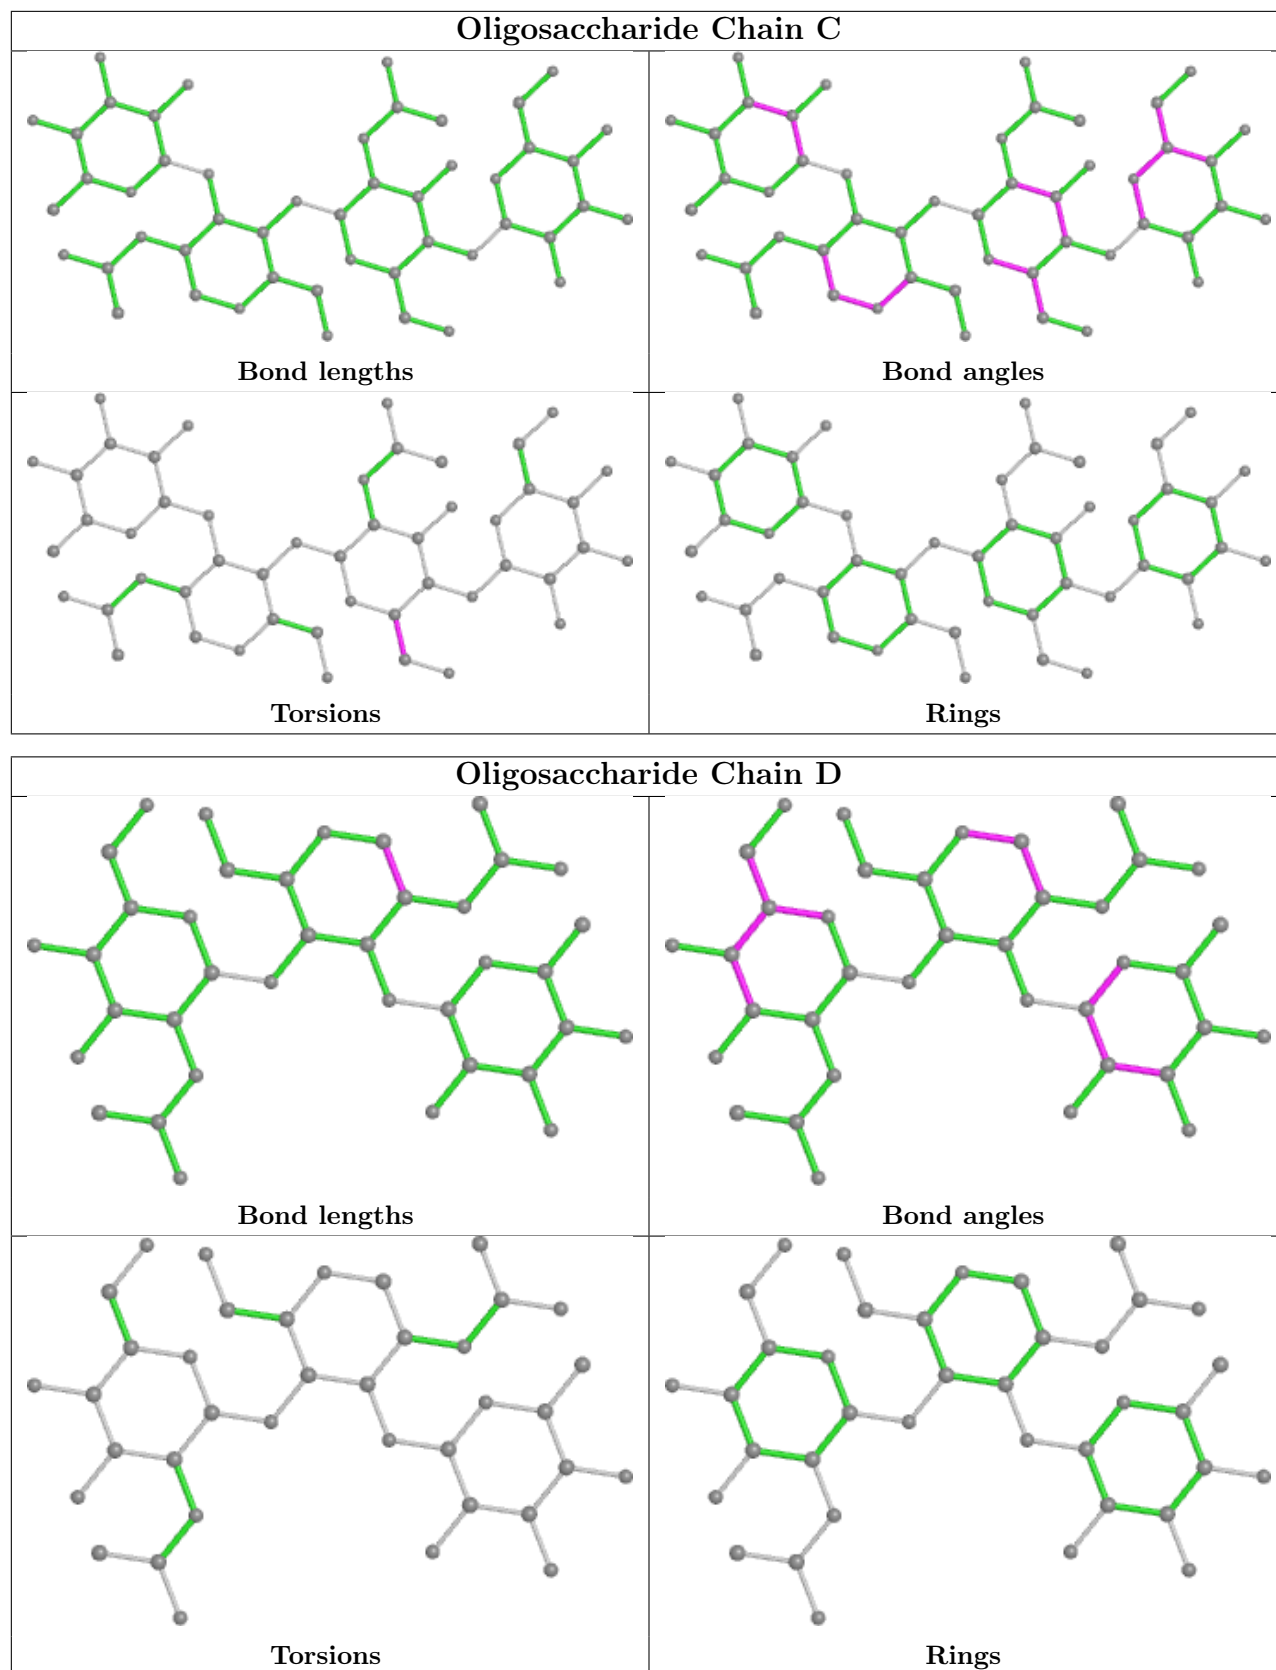 Oligosaccharide Chain C
Bond lengths
Bond angles
Torsions
Rings
Oligosaccharide Chain D
Bond lengths
Bond angles
Torsions
Rings